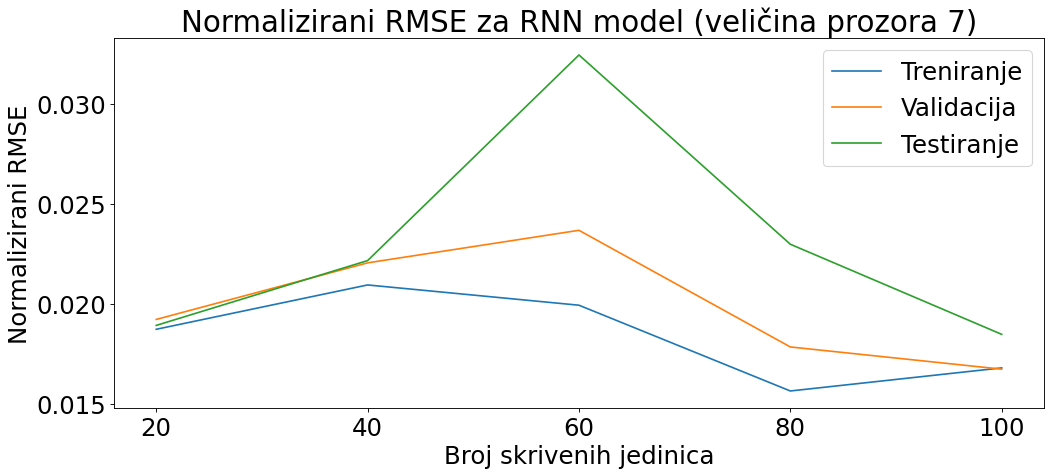 Normalizirani RMSE za RNN model (veličina prozora 7)
Treniranje
Validacija
Testiranje
Normalizirani RMSE
0.030
0.025
0.020
0.015
20 40 60 80 100
Broj skrivenih jedinica